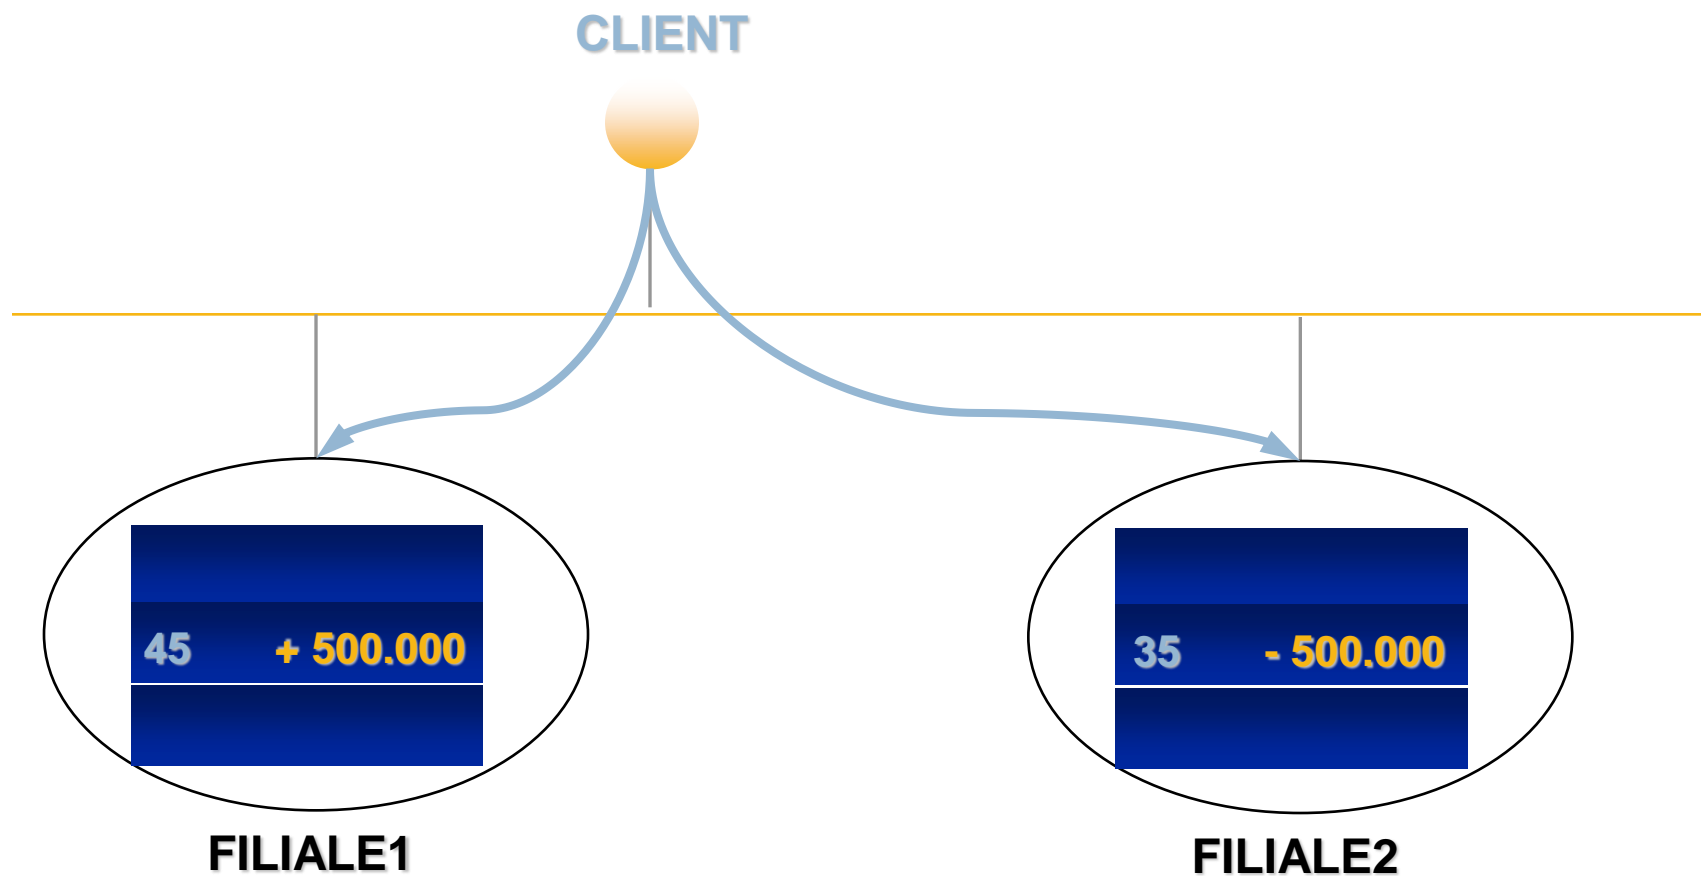 CLIENT
45 + 500.000
35 - 500.000
FILIALE1
FILIALE2